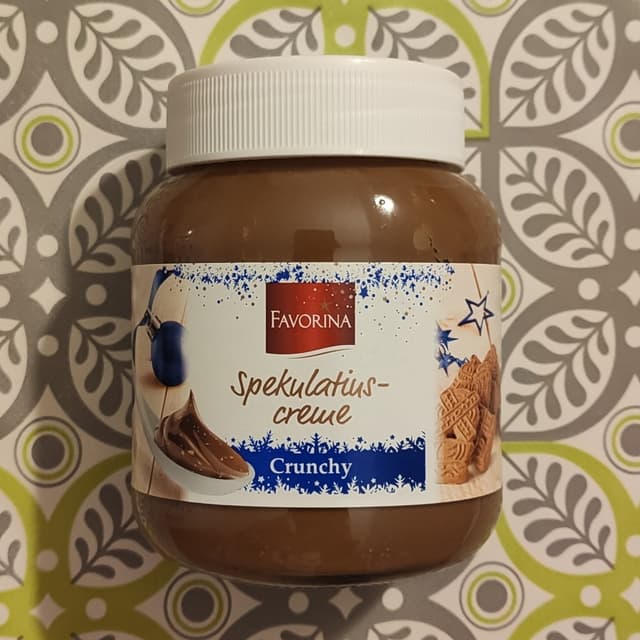 FAVORINA
Spekulatius-
creme
Crunchy